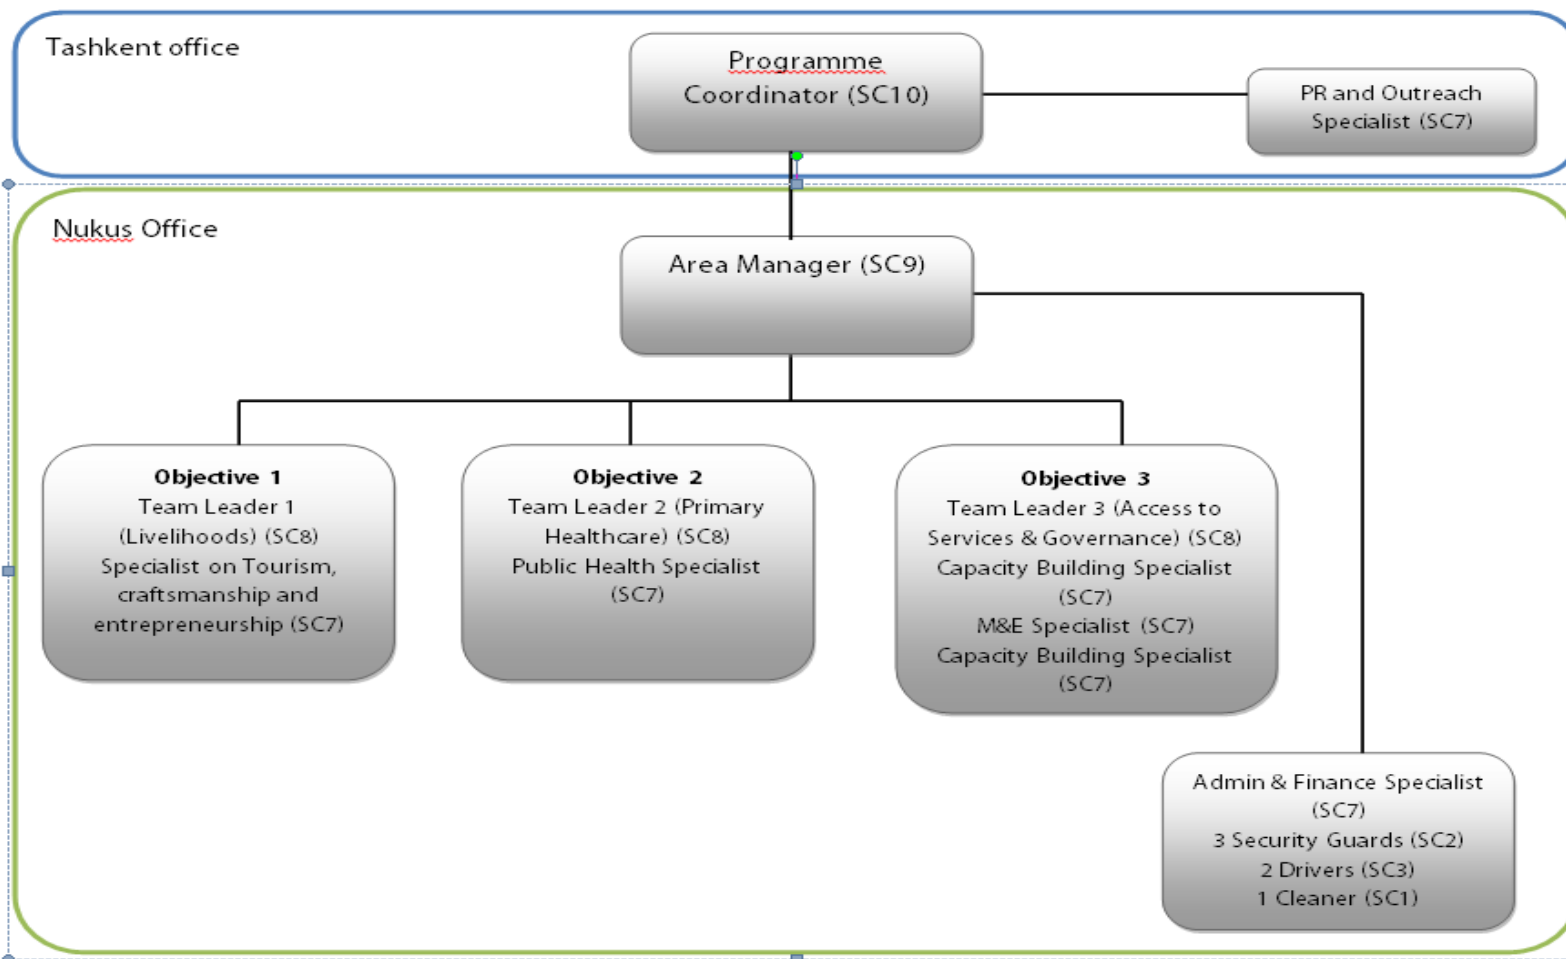 Tashkent office
Programme
Coordinator (SC10)
PR and Outreach
Specialist (SC7)
Nukus Office
Area Manager (SC9)
Objective 1
Team Leader 1
(Livelihoods) (SC8)
Specialist on Tourism,
craftsmanship and
entrepreneurship (SC7)
Objective 2
Team Leader 2 (Primary
Healthcare) (SC8)
Public Health Specialist
(SC7)
Objective 3
Team Leader 3 (Access to
Services & Governance) (SC8)
Capacity Building Specialist
(SC7)
M&E Specialist (SC7)
Capacity Building Specialist
(SC7)
Admin & Finance Specialist
(SC7)
3 Security Guards (SC2)
2 Drivers (SC3)
1 Cleaner (SC1)